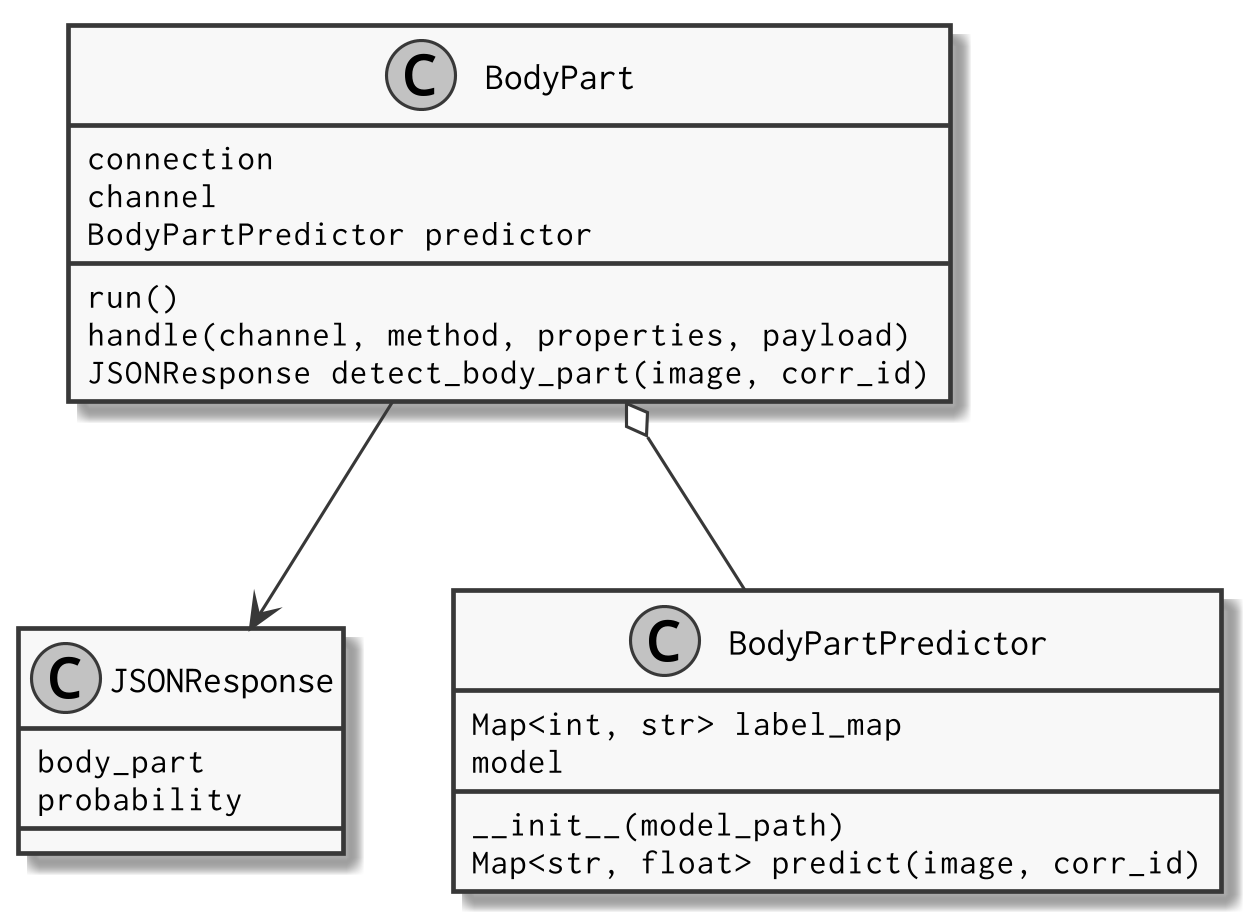 C BodyPart
connection
channel
BodyPartPredictor predictor
run()
handle(channel, method, properties, payload)
JSONResponse detect_body_part(image, corr_id)
C JSONResponse
body_part
probability
C BodyPartPredictor
Map<int, str> label_map
model
__init__(model_path)
Map<str, float> predict(image, corr_id)